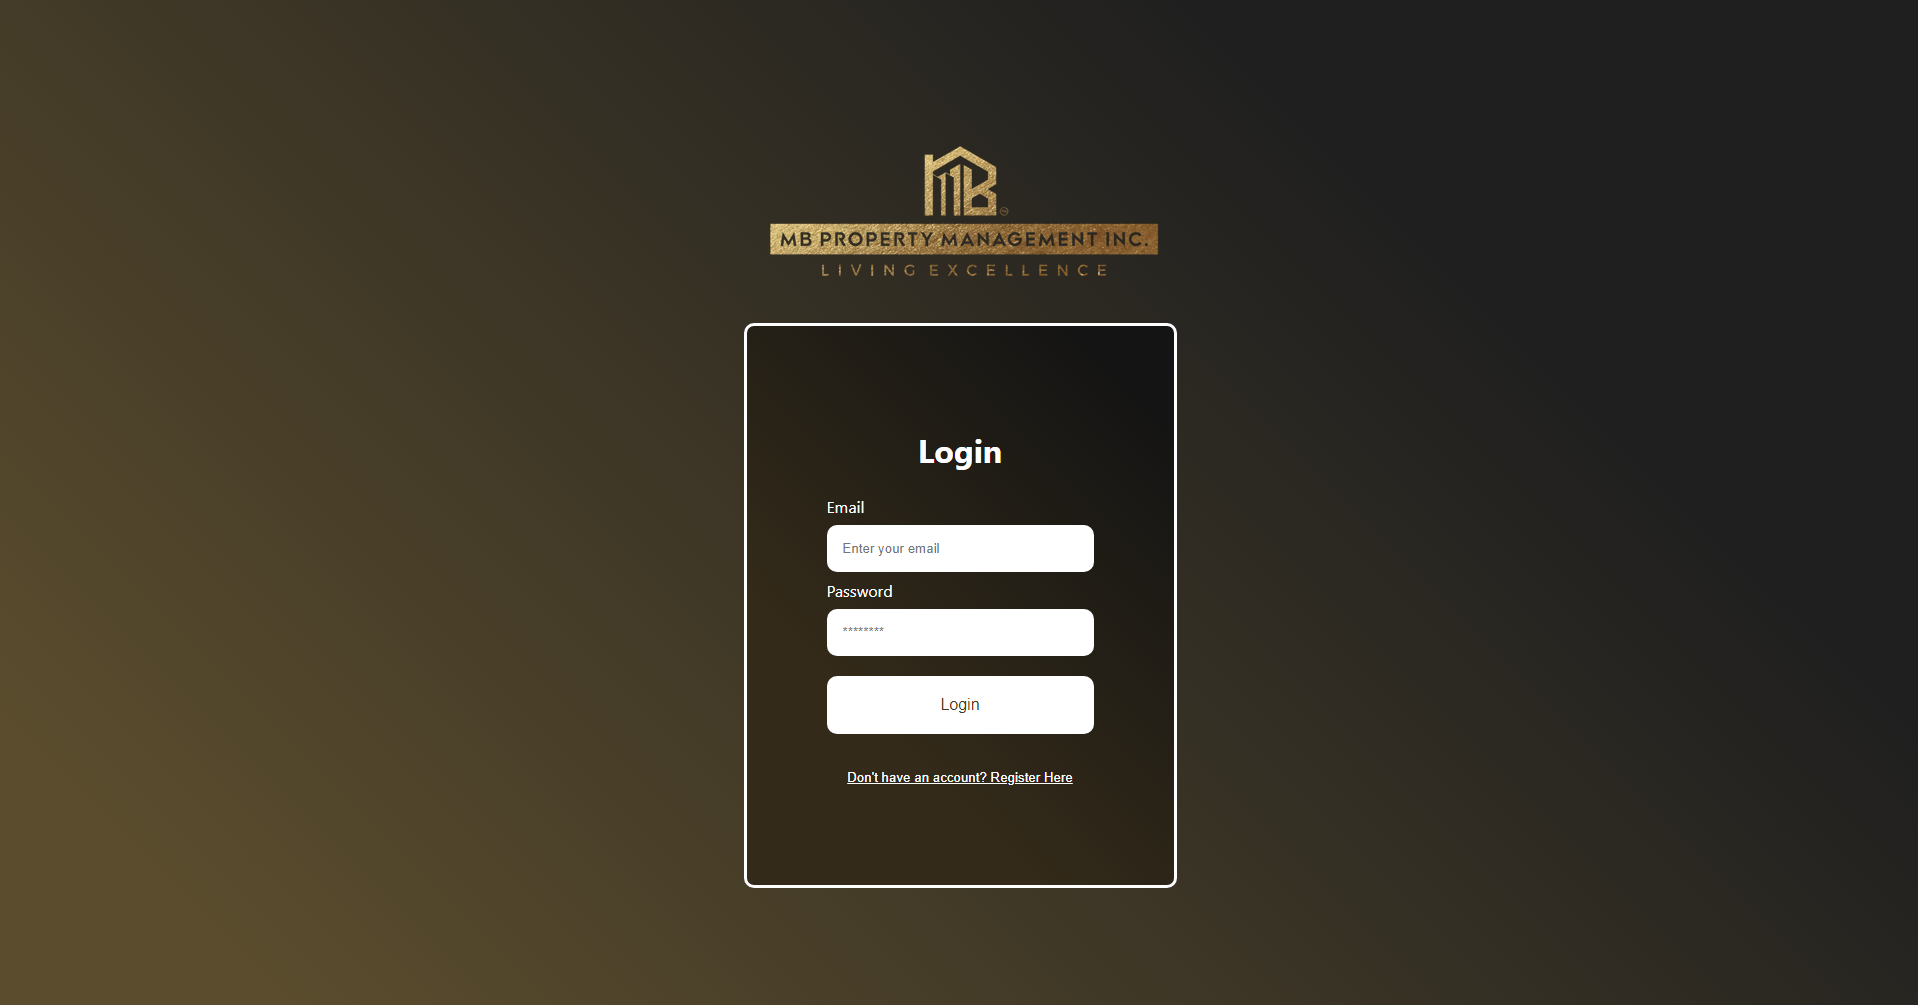 MB
MB PROPERTY MANAGEMENT INC.
LIVING EXCELLENCE
Login
Email
Enter your email
Password
********
Login
Don't have an account? Register Here